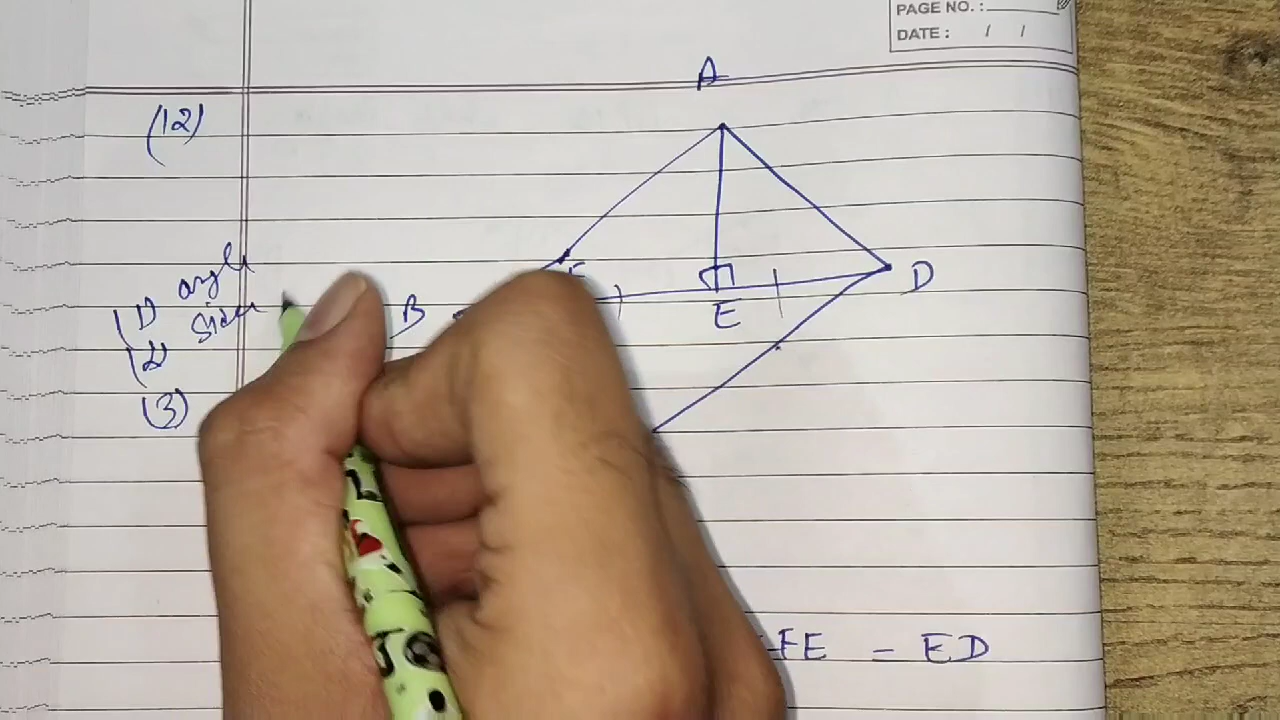 PAGE NO. :
DATE : / /
A
(12)
(1) angle
(2) side
(3)
B
E
D
FE = ED